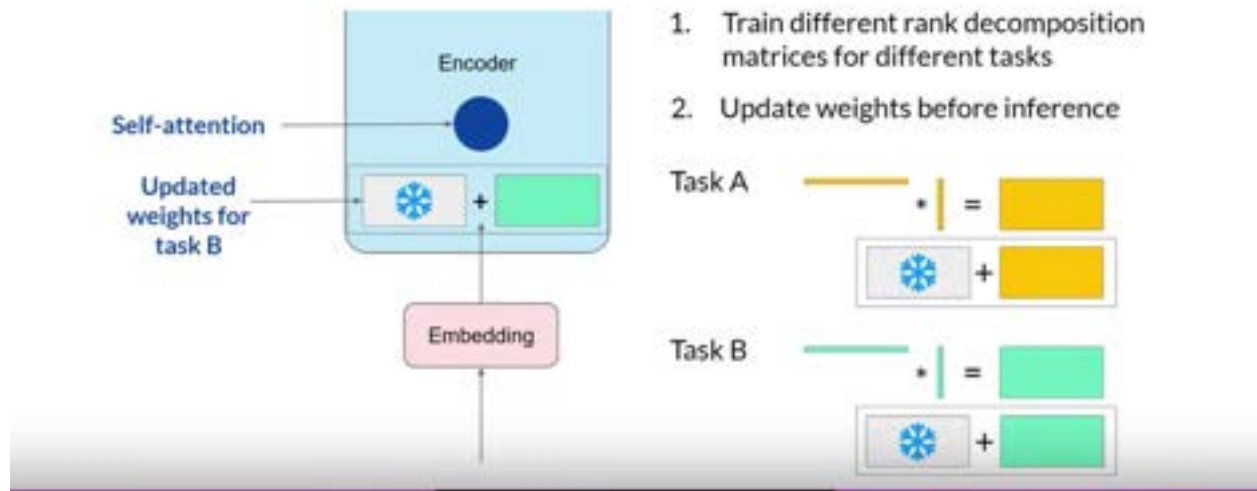 Encoder
Self-attention
Updated
weights for
task B
+
Embedding
1. Train different rank decomposition
matrices for different tasks
2. Update weights before inference
Task A
* =
+
Task B
* =
+